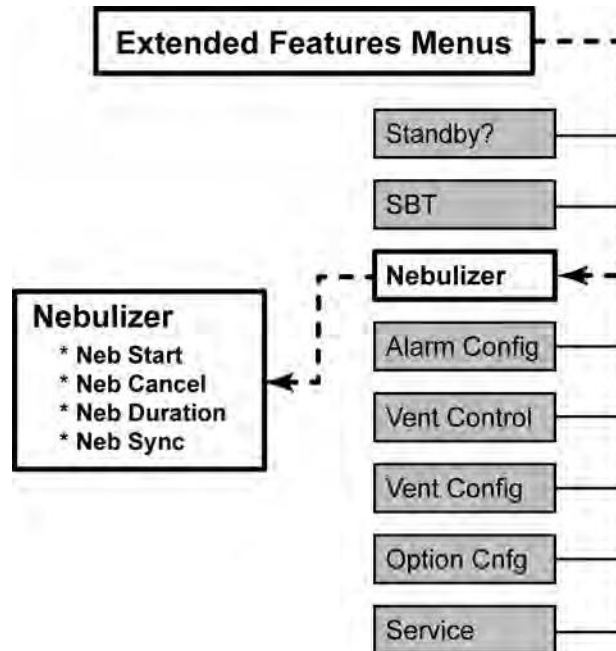 Extended Features Menus
Standby?
SBT
Nebulizer
Alarm Config
Vent Control
Vent Config
Option Cnfg
Service
Nebulizer
* Neb Start
* Neb Cancel
* Neb Duration
* Neb Sync